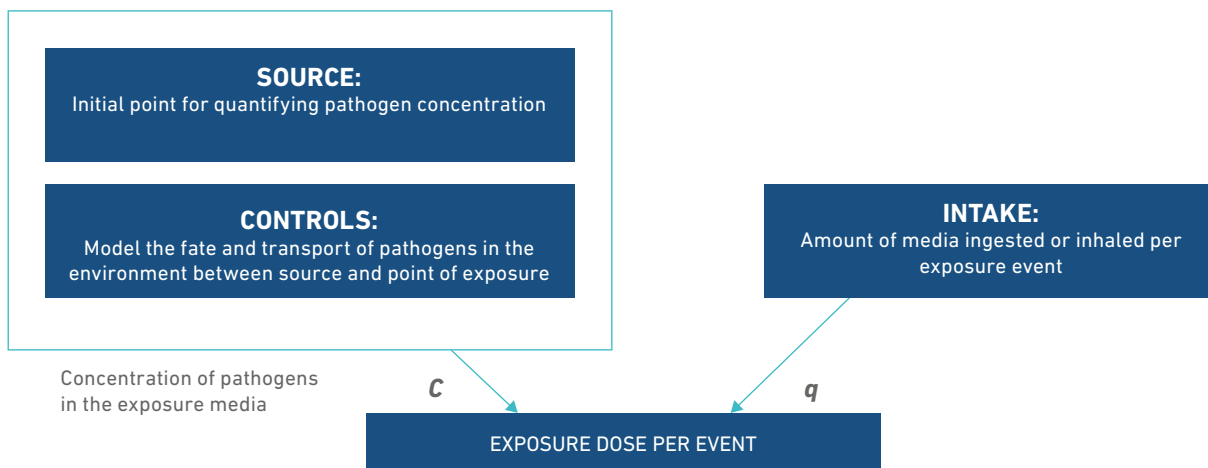 SOURCE:
Initial point for quantifying pathogen concentration
CONTROLS:
Model the fate and transport of pathogens in the
environment between source and point of exposure
INTAKE:
Amount of media ingested or inhaled per
exposure event
Concentration of pathogens
in the exposure media
C
q
EXPOSURE DOSE PER EVENT